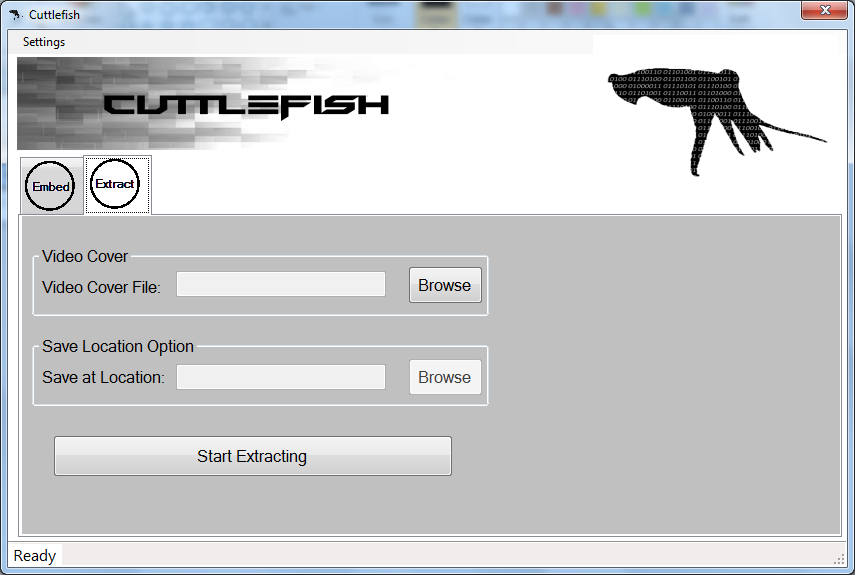 Cuttlefish
Settings
CUTTLEFISH
Embed
Extract
Video Cover
Video Cover File:
Browse
Save Location Option
Save at Location:
Browse
Start Extracting
Ready